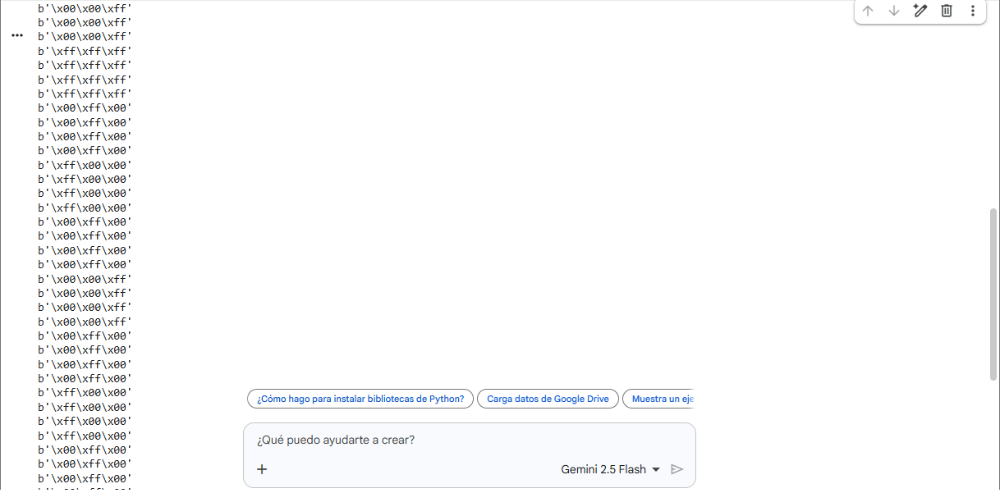 b'\x00\x00\xff'
b'\x00\x00\xff'
b'\x00\x00\xff'
b'\xff\xff\xff'
b'\xff\xff\xff'
b'\xff\xff\xff'
b'\xff\xff\xff'
b'\x00\xff\x00'
b'\x00\xff\x00'
b'\x00\xff\x00'
b'\x00\xff\x00'
b'\xff\x00\x00'
b'\xff\x00\x00'
b'\xff\x00\x00'
b'\xff\x00\x00'
b'\x00\xff\x00'
b'\x00\xff\x00'
b'\x00\xff\x00'
b'\x00\xff\x00'
b'\x00\x00\xff'
b'\x00\x00\xff'
b'\x00\x00\xff'
b'\x00\x00\xff'
b'\x00\xff\x00'
b'\x00\xff\x00'
b'\x00\xff\x00'
b'\x00\xff\x00'
b'\xff\x00\x00'
b'\xff\x00\x00'
b'\xff\x00\x00'
b'\xff\x00\x00'
b'\x00\xff\x00'
b'\x00\xff\x00'
b'\x00\xff\x00'
¿Cómo hago para instalar bibliotecas de Python? Carga datos de Google Drive Muestra un eje
¿Qué puedo ayudarte a crear?
Gemini 2.5 Flash